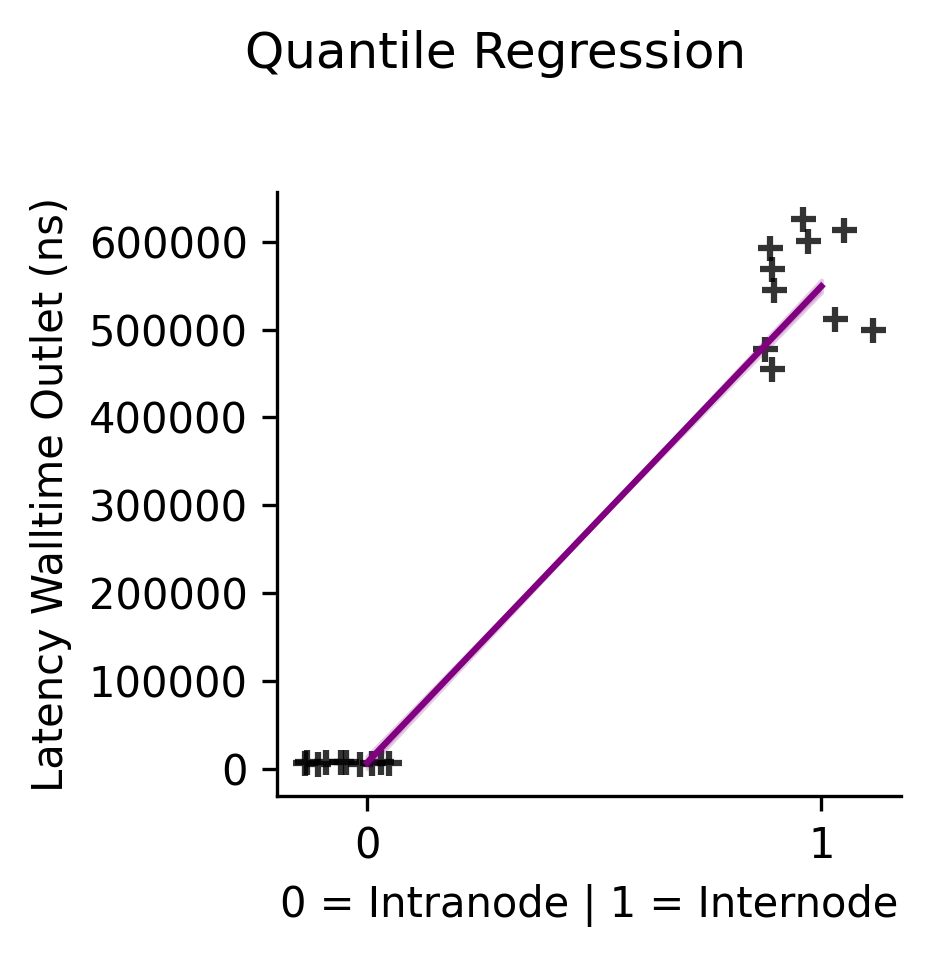 Quantile Regression
Latency Walltime Outlet (ns)
600000
500000
400000
300000
200000
100000
0
0 1
0 = Intranode | 1 = Internode